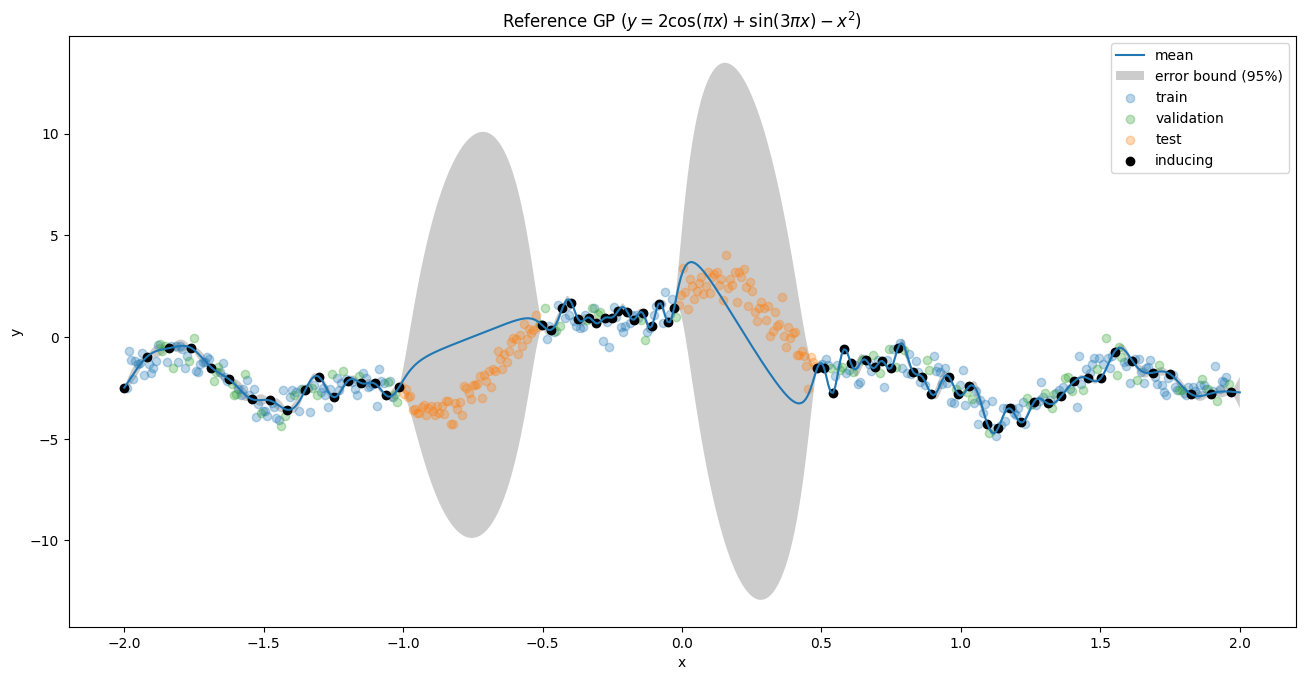 Reference GP (y = 2cos(πx) + sin(3πx) − x²)
mean
error bound (95%)
train
validation
test
inducing
y
10
5
0
−5
−10
−2.0 −1.5 −1.0 −0.5 0.0 0.5 1.0 1.5 2.0
x